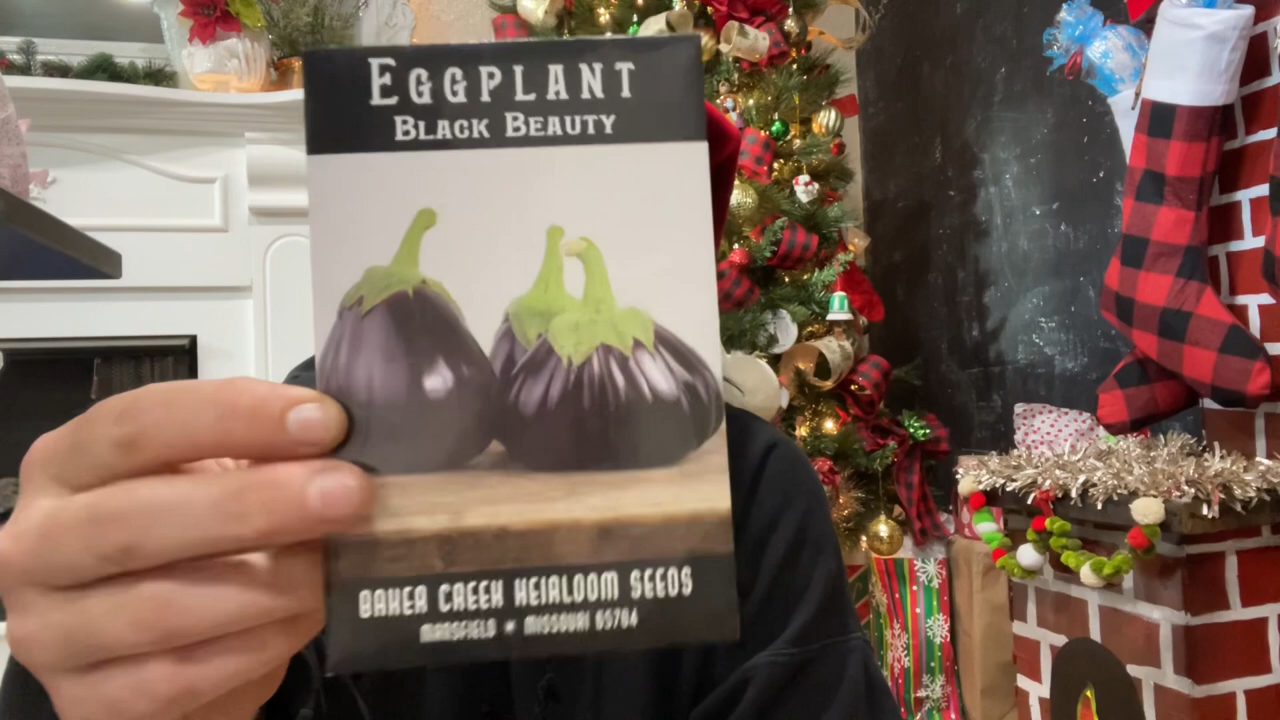 EGGPLANT
BLACK BEAUTY
BAKER CREEK HEIRLOOM SEEDS
MANSFIELD * MISSOURI 65704